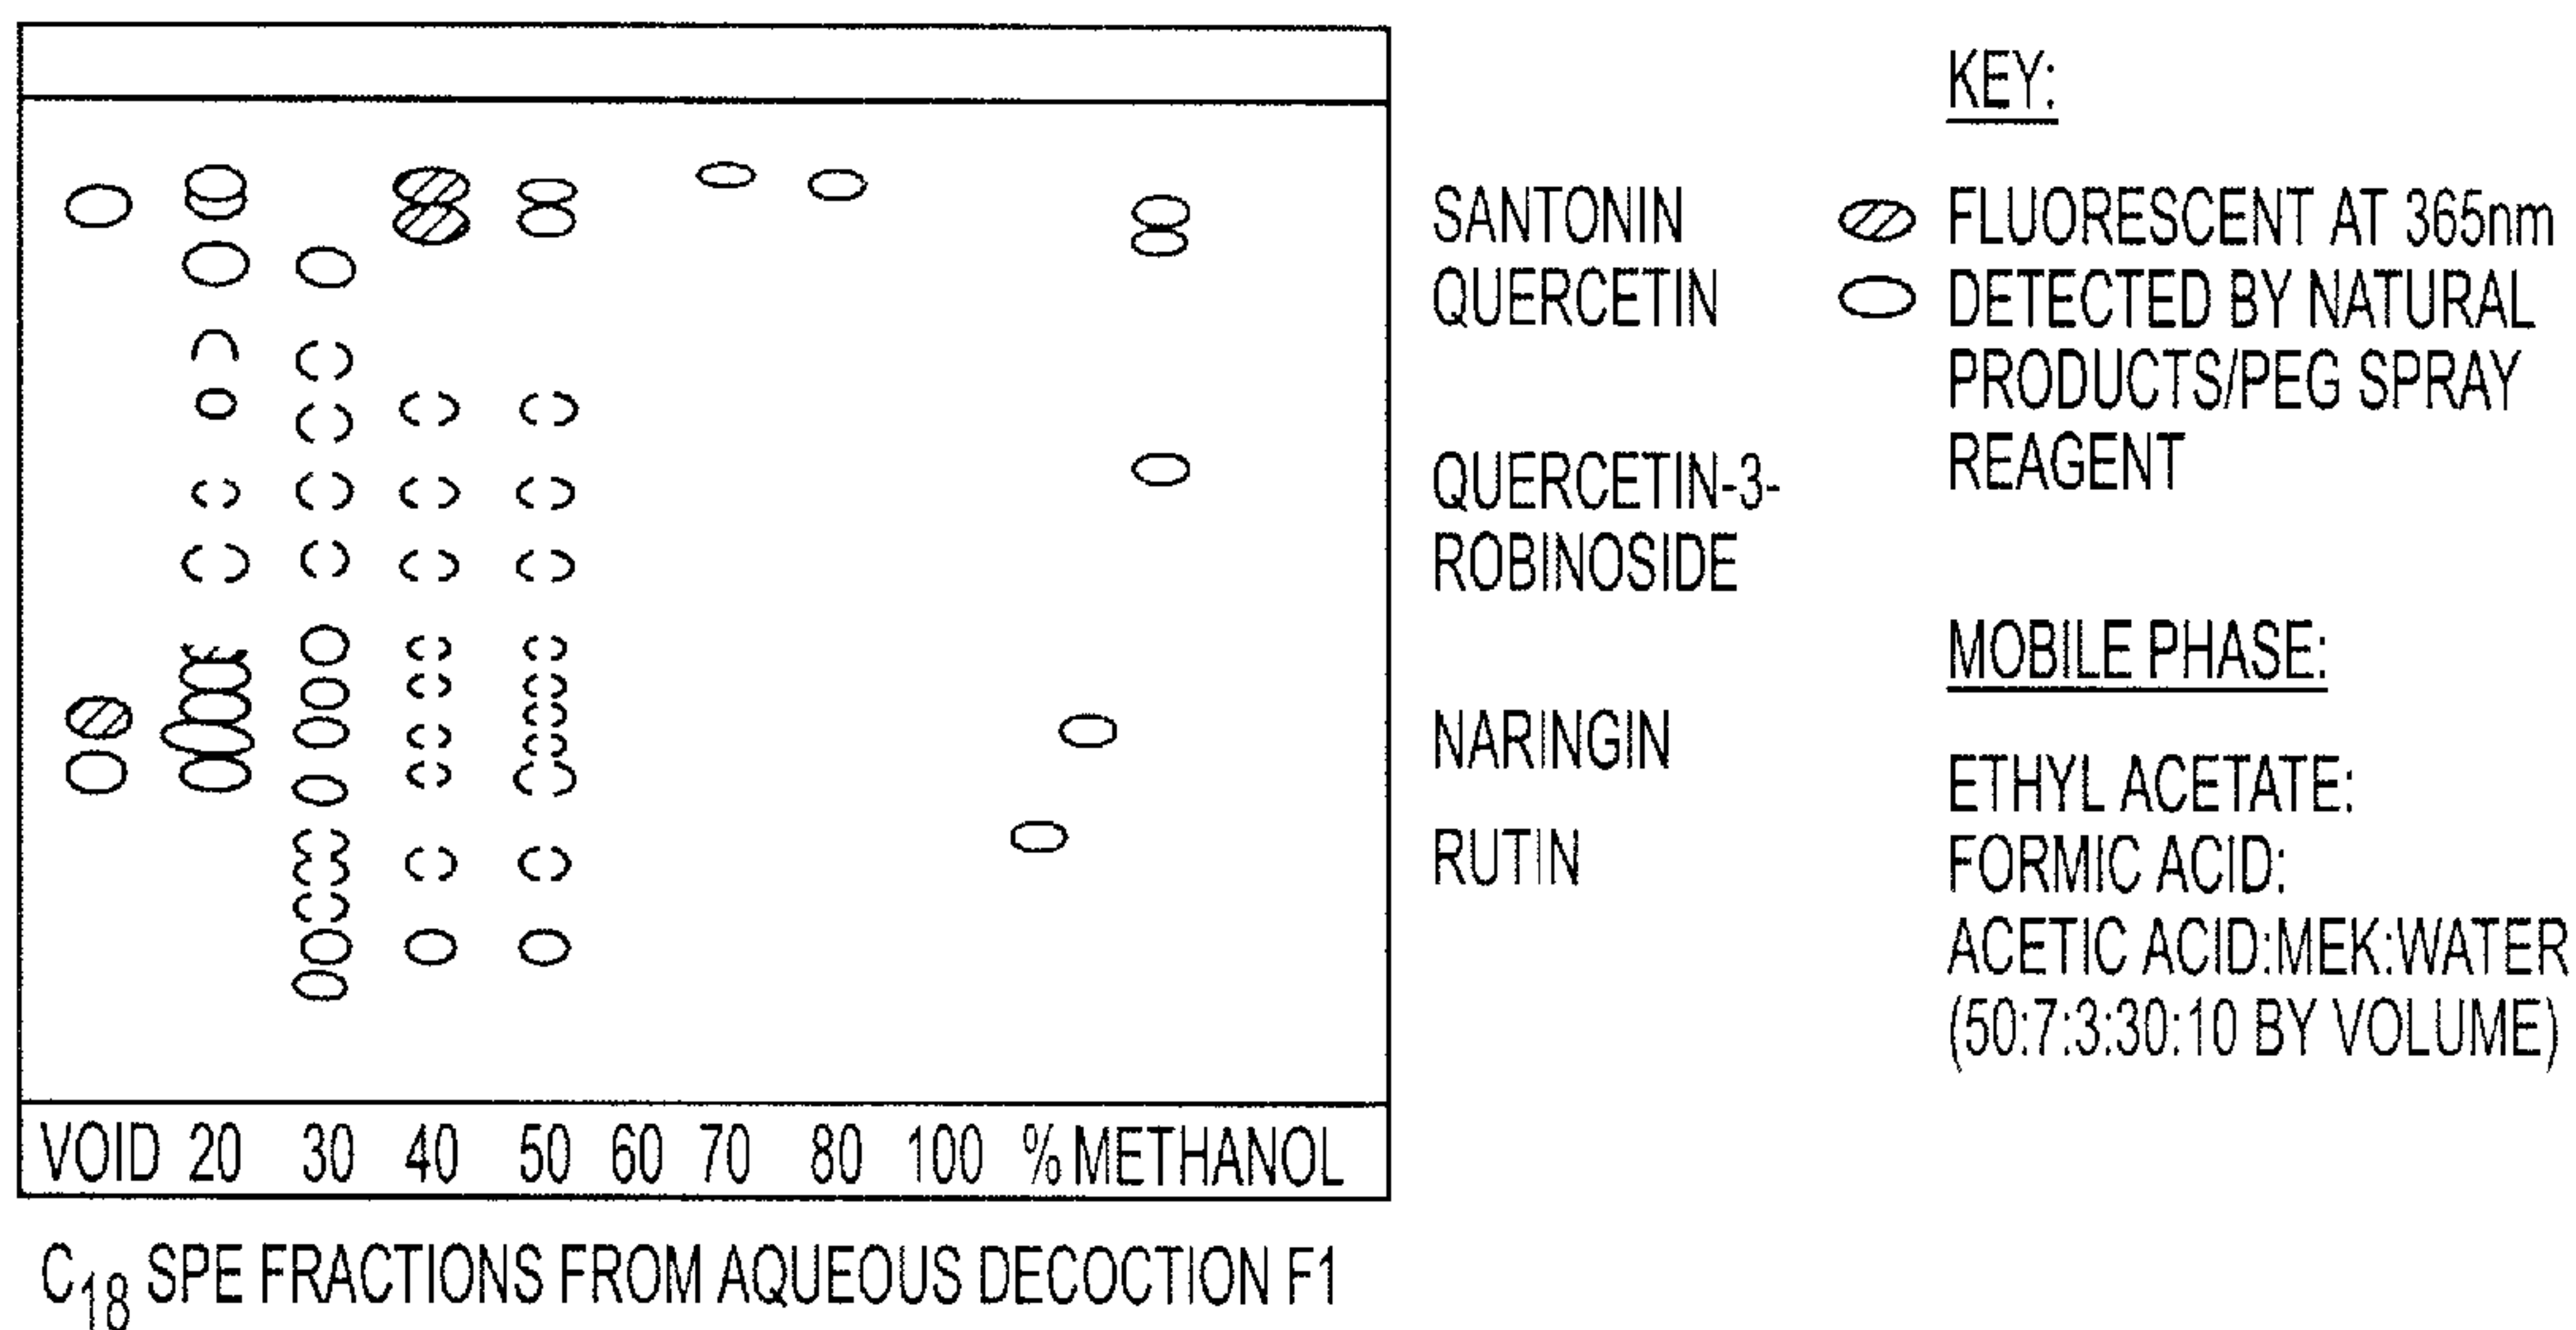 KEY:
SANTONIN
QUERCETIN
QUERCETIN-3-
ROBINOSIDE
NARINGIN
RUTIN
FLUORESCENT AT 365nm
DETECTED BY NATURAL
PRODUCTS/PEG SPRAY
REAGENT
MOBILE PHASE:
ETHYL ACETATE:
FORMIC ACID:
ACETIC ACID:MEK:WATER
(50:7:3:30:10 BY VOLUME)
VOID 20 30 40 50 60 70 80 100 % METHANOL
C18 SPE FRACTIONS FROM AQUEOUS DECOCTION F1